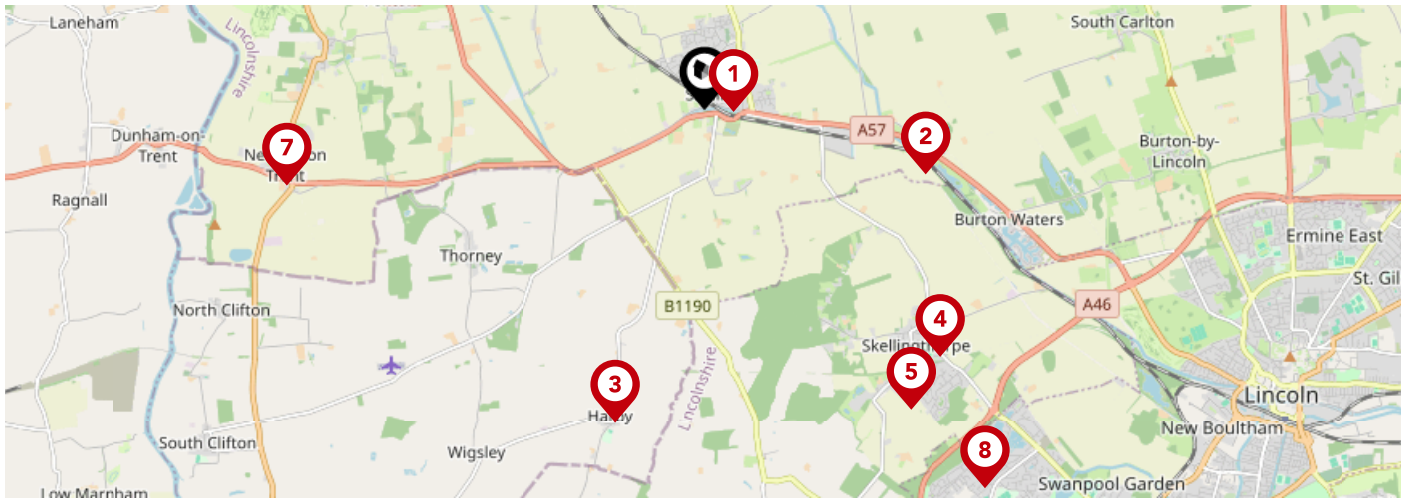 Laneham
South Carlton
Lincolnshire
1
A57
2
Dunham-on-
Trent
7
Burton-by-
Lincoln
Ragnall
Burton Waters
Ermine East
Thorney
St. Gil
North Clifton
B1190
A46
4
Skellingthorpe
Lincolnshire
3
5
Lincoln
South Clifton
Wigsley
New Boultham
8
Swanpool Garden
Low Marnham